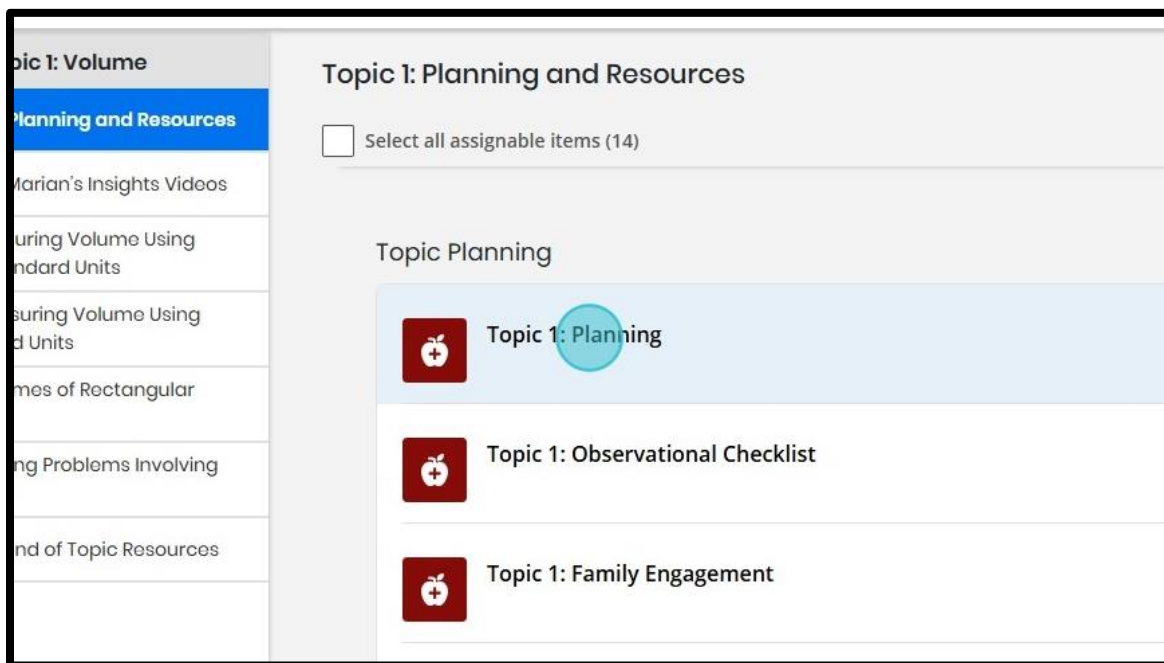 pic 1: Volume
Planning and Resources
Marian's Insights Videos
uring Volume Using
ndard Units
suring Volume Using
d Units
mes of Rectangular
ng Problems Involving
nd of Topic Resources
Topic 1: Planning and Resources
Select all assignable items (14)
Topic Planning
Topic 1: Planning
Topic 1: Observational Checklist
Topic 1: Family Engagement